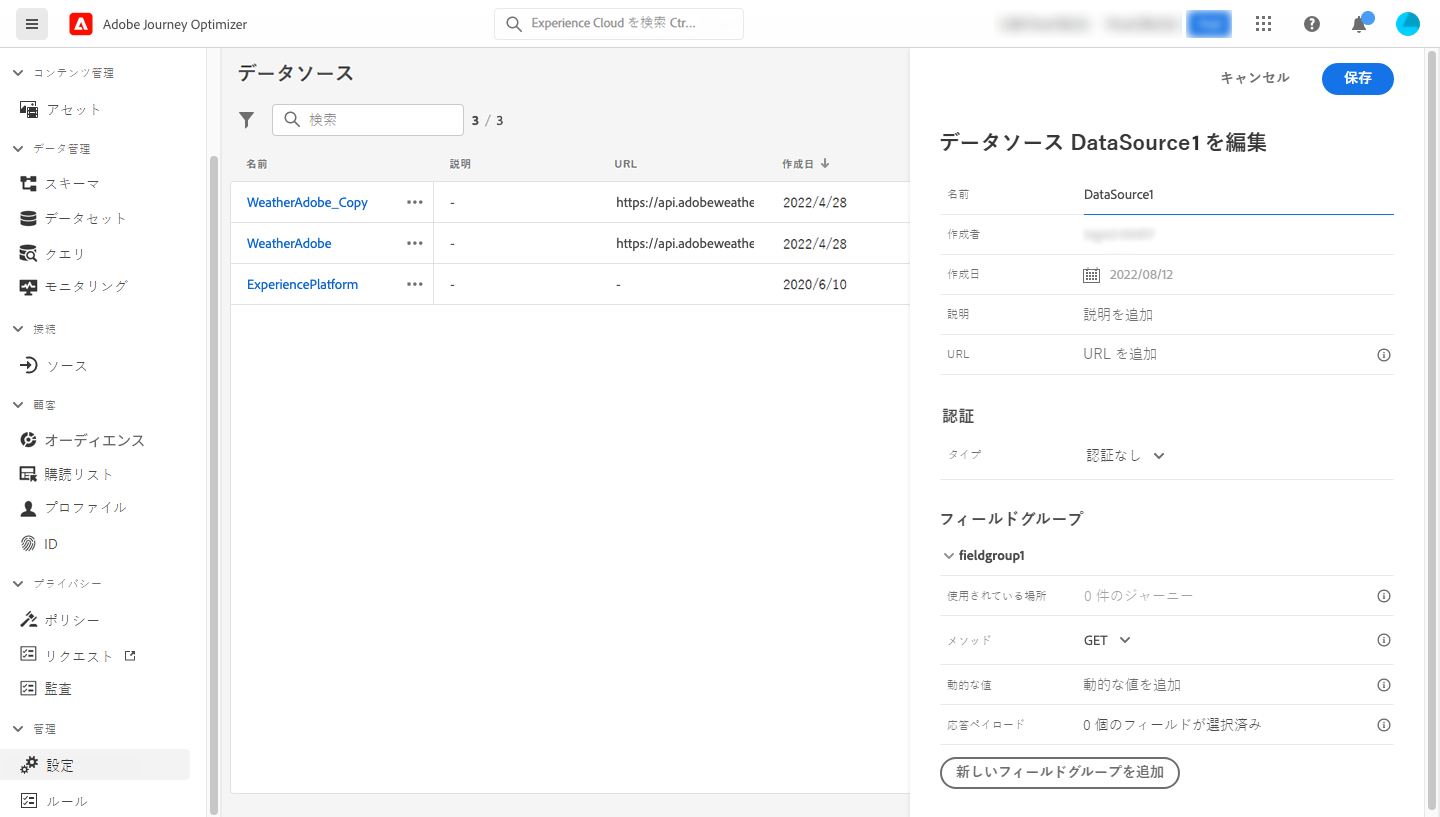 Adobe Journey Optimizer
Experience Cloud を検索 Ctr...
コンテンツ管理
アセット
データ管理
スキーマ
データセット
クエリ
モニタリング
接続
ソース
顧客
オーディエンス
購読リスト
プロファイル
ID
プライバシー
ポリシー
リクエスト
監査
管理
設定
ルール
データソース
検索
3 / 3
名前 説明 URL 作成日
WeatherAdobe_Copy ••• - https://api.adobeweathe 2022/4/28
WeatherAdobe ••• - https://api.adobeweathe 2022/4/28
ExperiencePlatform ••• - - 2020/6/10
キャンセル 保存
データソース DataSource1 を編集
名前 DataSource1
作成者
作成日 2022/08/12
説明 説明を追加
URL URL を追加
認証
タイプ 認証なし
フィールドグループ
fieldgroup1
使用されている場所 0 件のジャーニー
メソッド GET
動的な値 動的な値を追加
応答ペイロード 0 個のフィールドが選択済み
新しいフィールドグループを追加